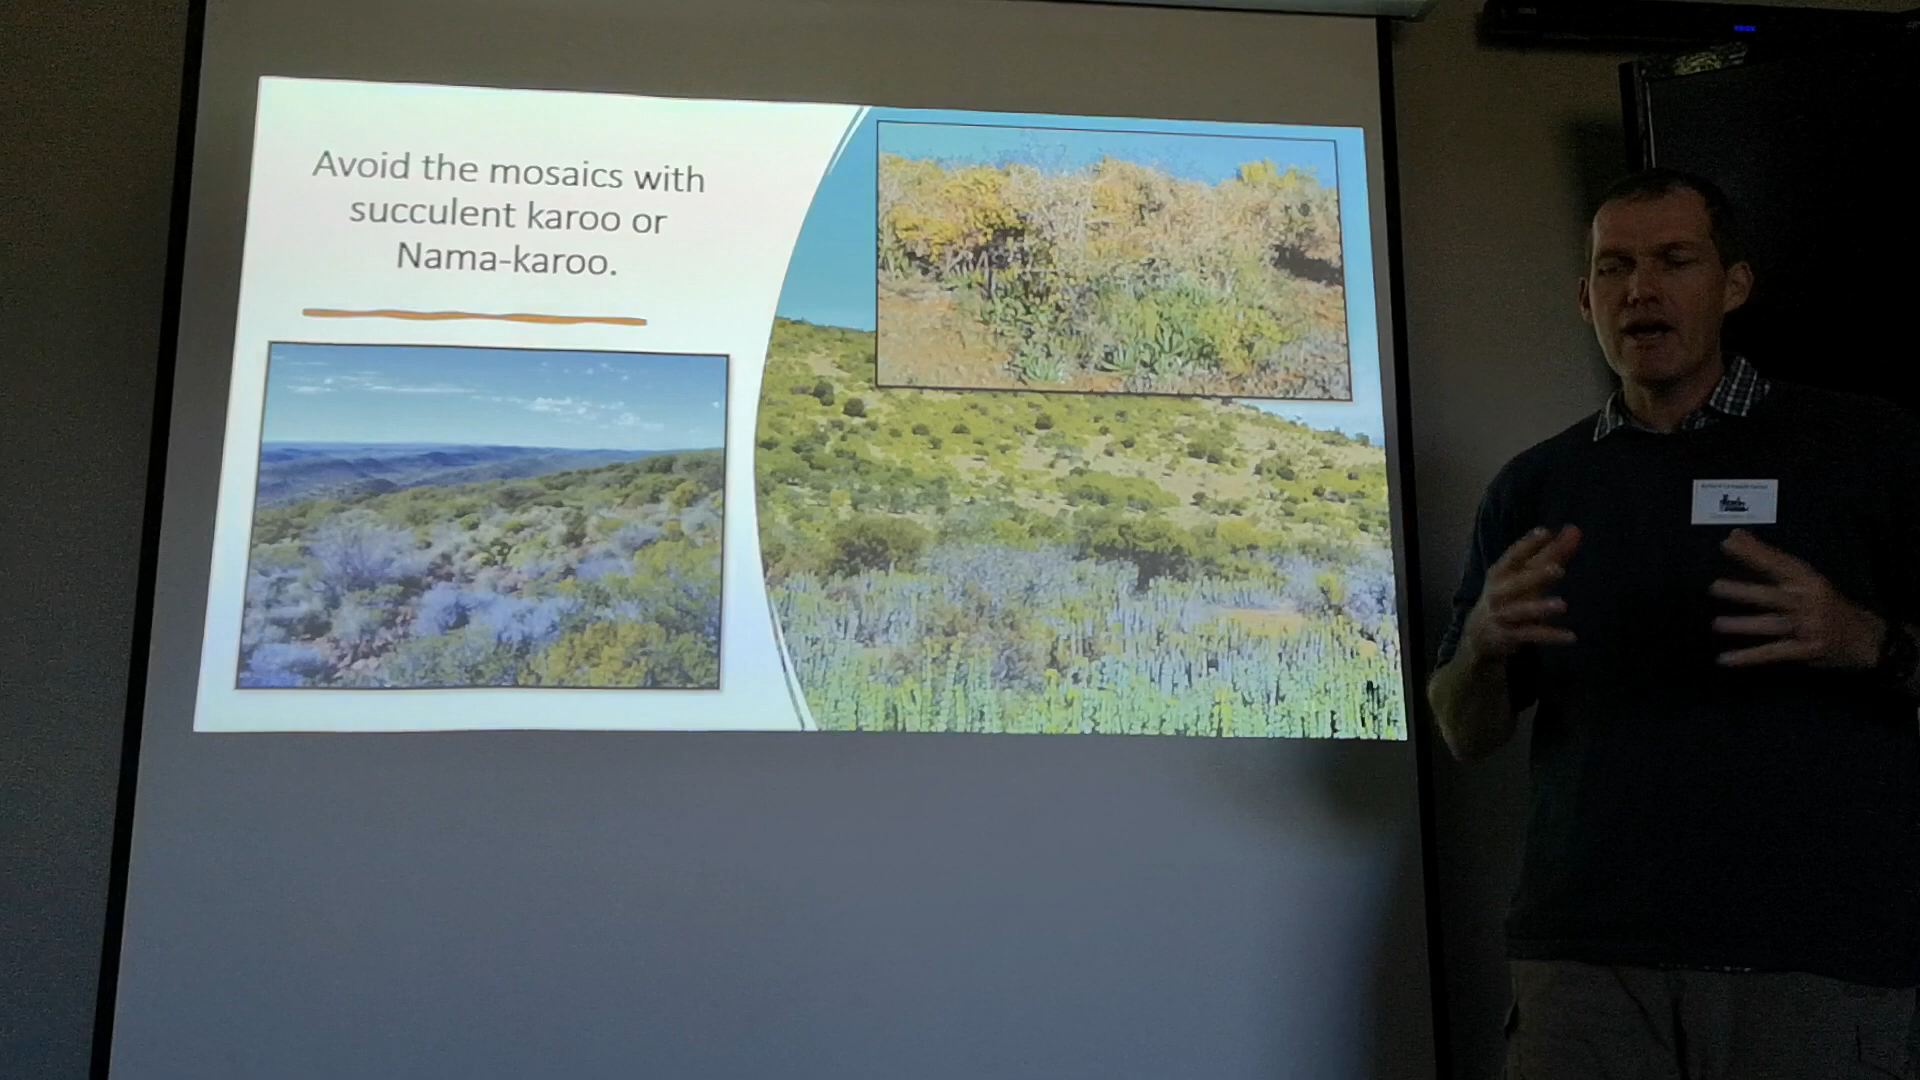 Avoid the mosaics with
succulent karoo or
Nama-karoo.